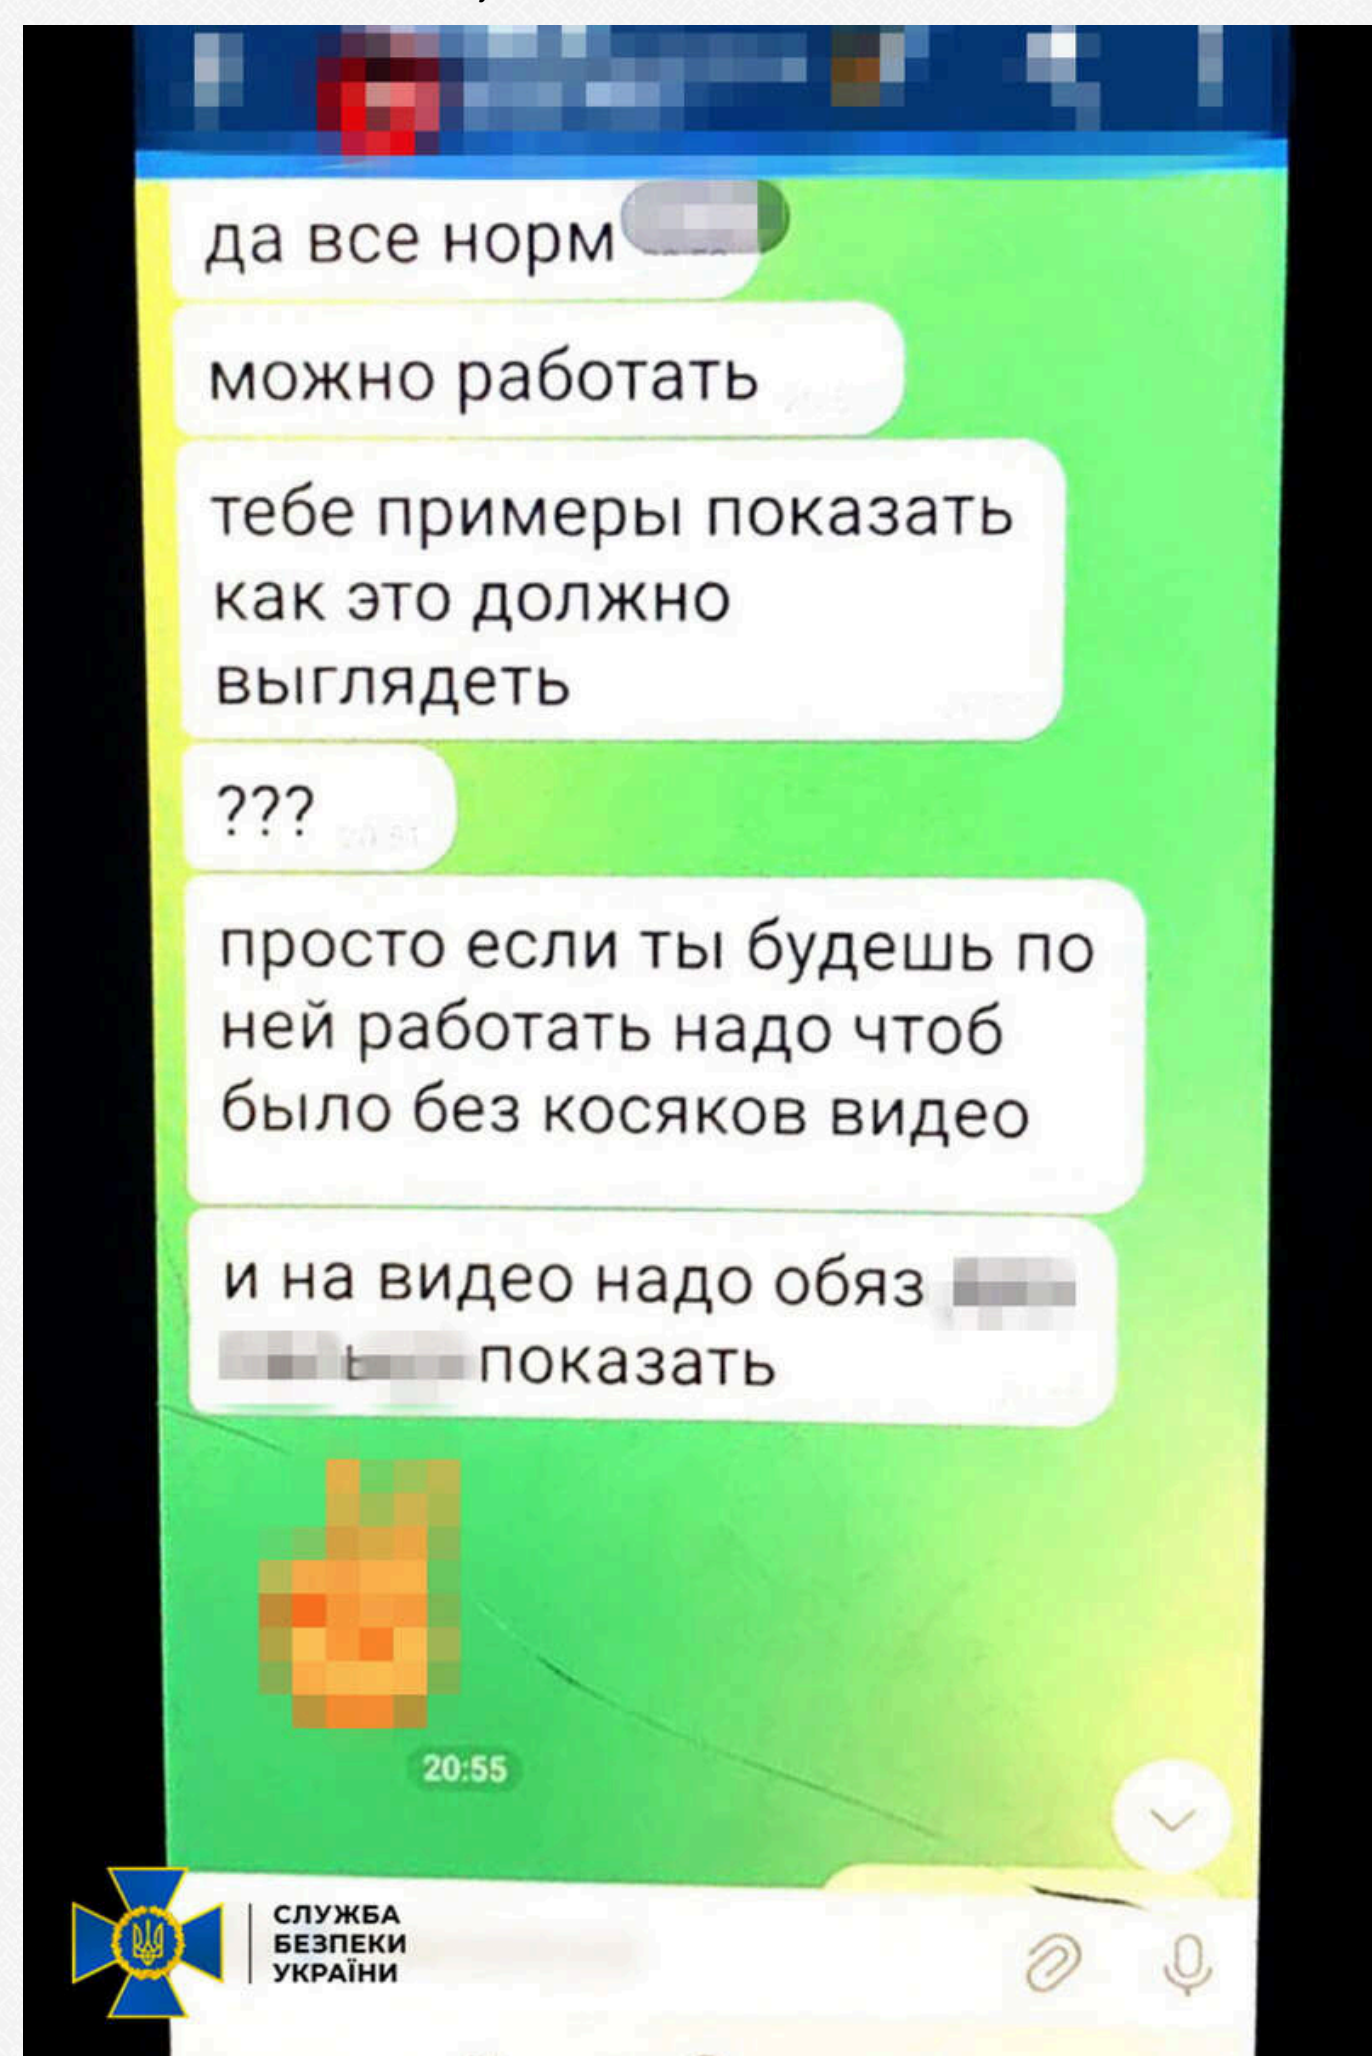 да все норм
можно работать
тебе примеры показать
как это должно
выглядеть
???
просто если ты будешь по
ней работать надо чтоб
было без косяков видео
и на видео надо обяз
показать
20:55
СЛУЖБА
БЕЗПЕКИ
УКРАЇНИ